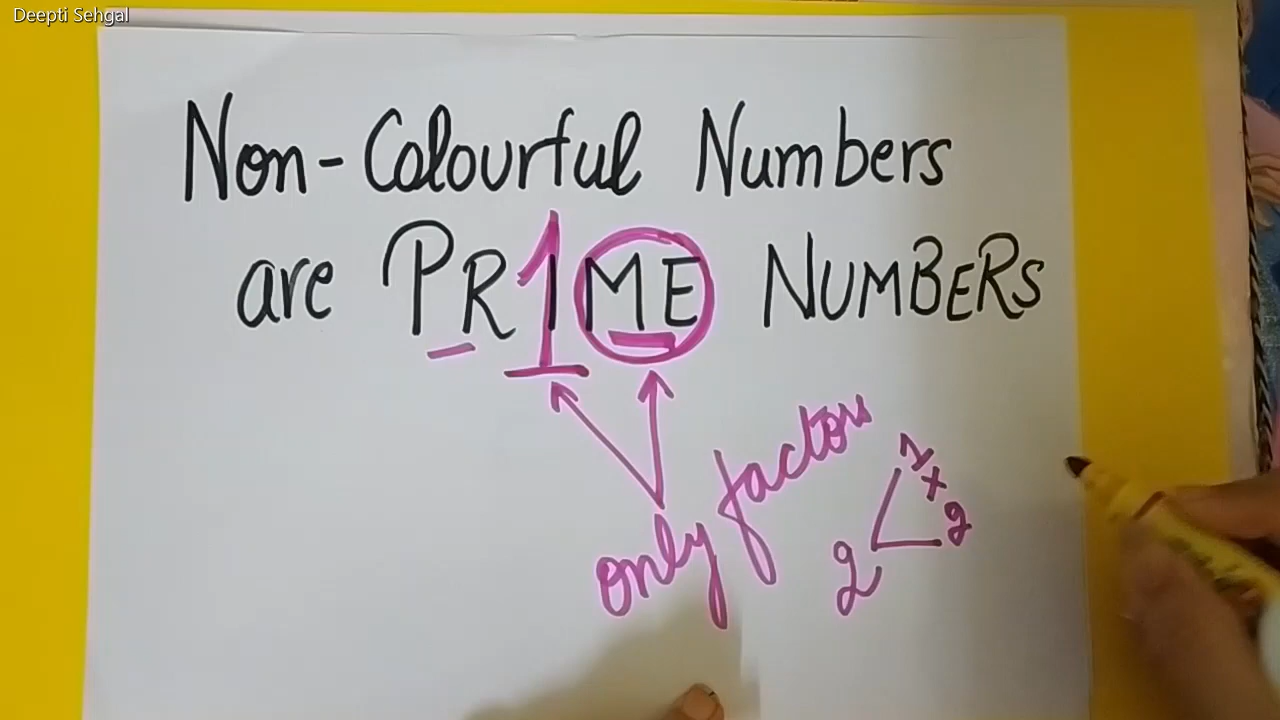 Deepti Sehgal
Non-Colourful Numbers
are PR1ME NUMBERS
only factors
2 1 x 2